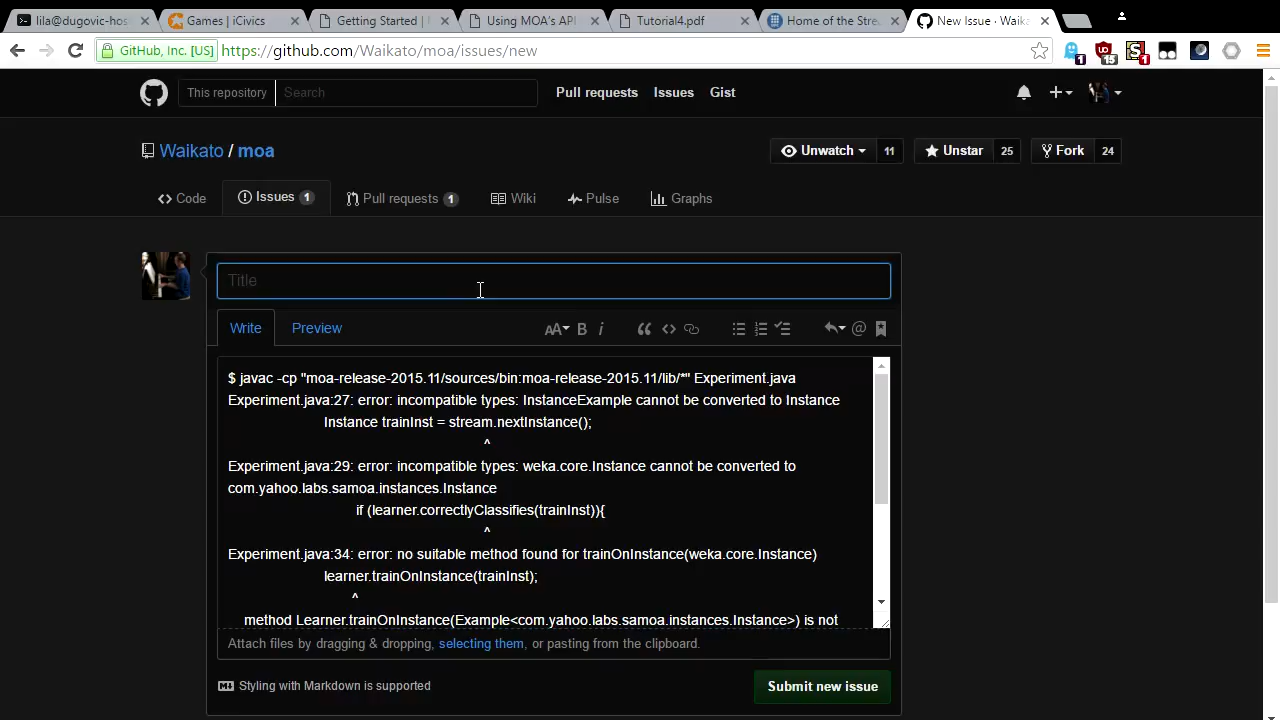 lila@dugovic-hos
Games | iCivics
Getting Started |
Using MOA's API
Tutorial4.pdf
Home of the Stre
New Issue · Waik
GitHub, Inc. [US]
https://github.com/Waikato/moa/issues/new
1
15
1
This repository
Search
Pull requests
Issues
Gist
Waikato / moa
Unwatch
11
Unstar
25
Fork
24
Code
Issues 1
Pull requests 1
Wiki
Pulse
Graphs
Title
Write
Preview
AA
B
i
$ javac -cp "moa-release-2015.11/sources/bin:moa-release-2015.11/lib/*" Experiment.java
Experiment.java:27: error: incompatible types: InstanceExample cannot be converted to Instance
Instance trainInst = stream.nextInstance();
^
Experiment.java:29: error: incompatible types: weka.core.Instance cannot be converted to
com.yahoo.labs.samoa.instances.Instance
if (learner.correctlyClassifies(trainInst)){
^
Experiment.java:34: error: no suitable method found for trainOnInstance(weka.core.Instance)
learner.trainOnInstance(trainInst);
^
method Learner.trainOnInstance(Example<com.yahoo.labs.samoa.instances.Instance>) is not
Attach files by dragging & dropping, selecting them, or pasting from the clipboard.
Styling with Markdown is supported
Submit new issue